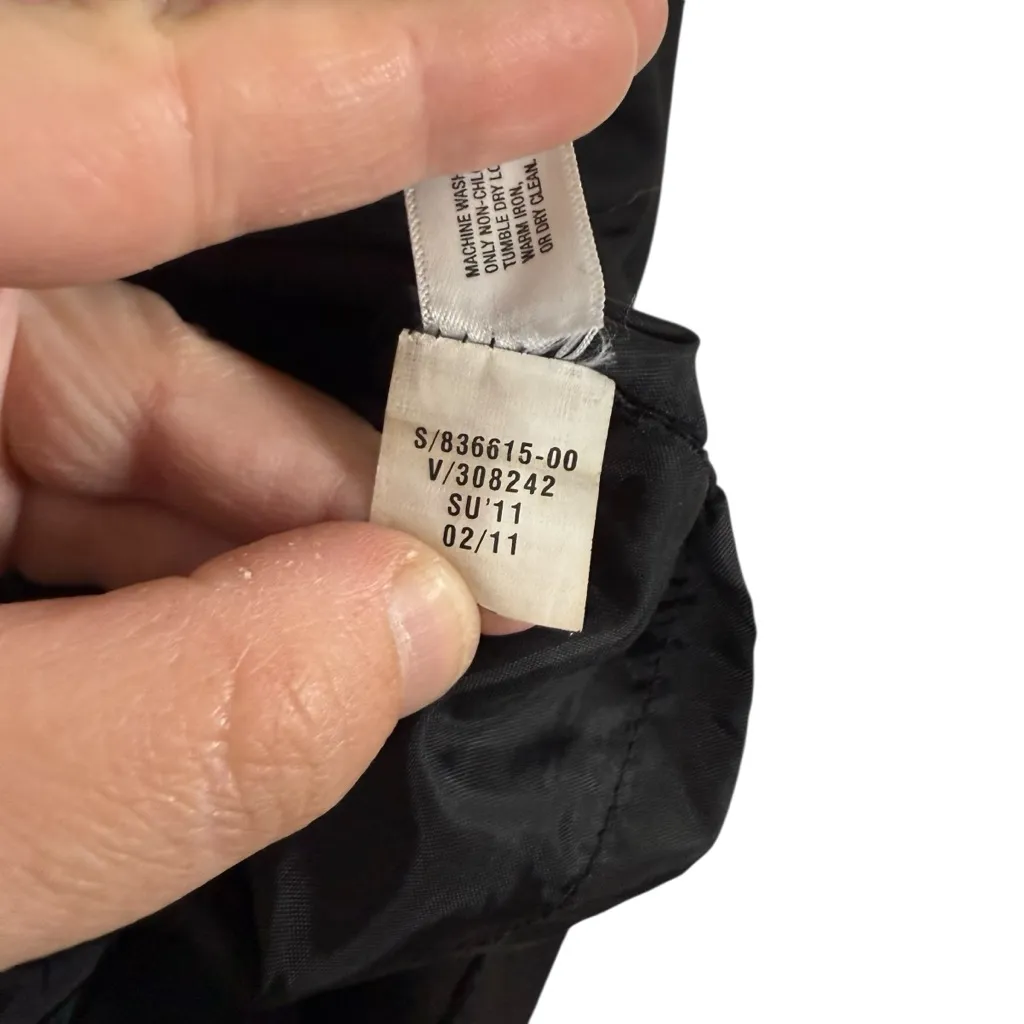 MACHINE WASH
ONLY NON-CHL
TUMBLE DRY LO
WARM IRON,
OR DRY CLEAN.
S/836615-00
V/308242
SU'11
02/11